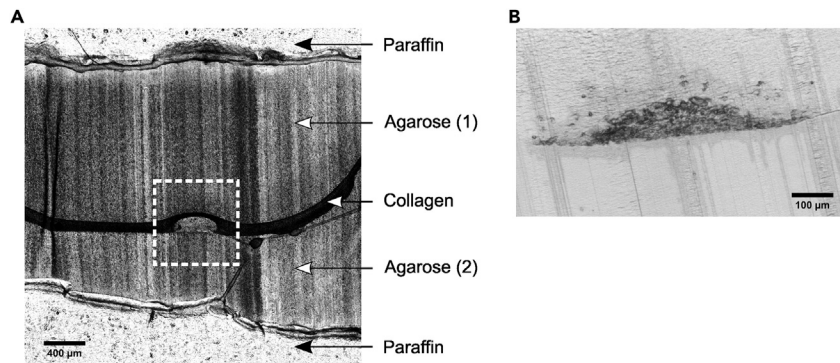 A
Paraffin
Agarose (1)
Collagen
Agarose (2)
Paraffin
400 µm
B
100 µm